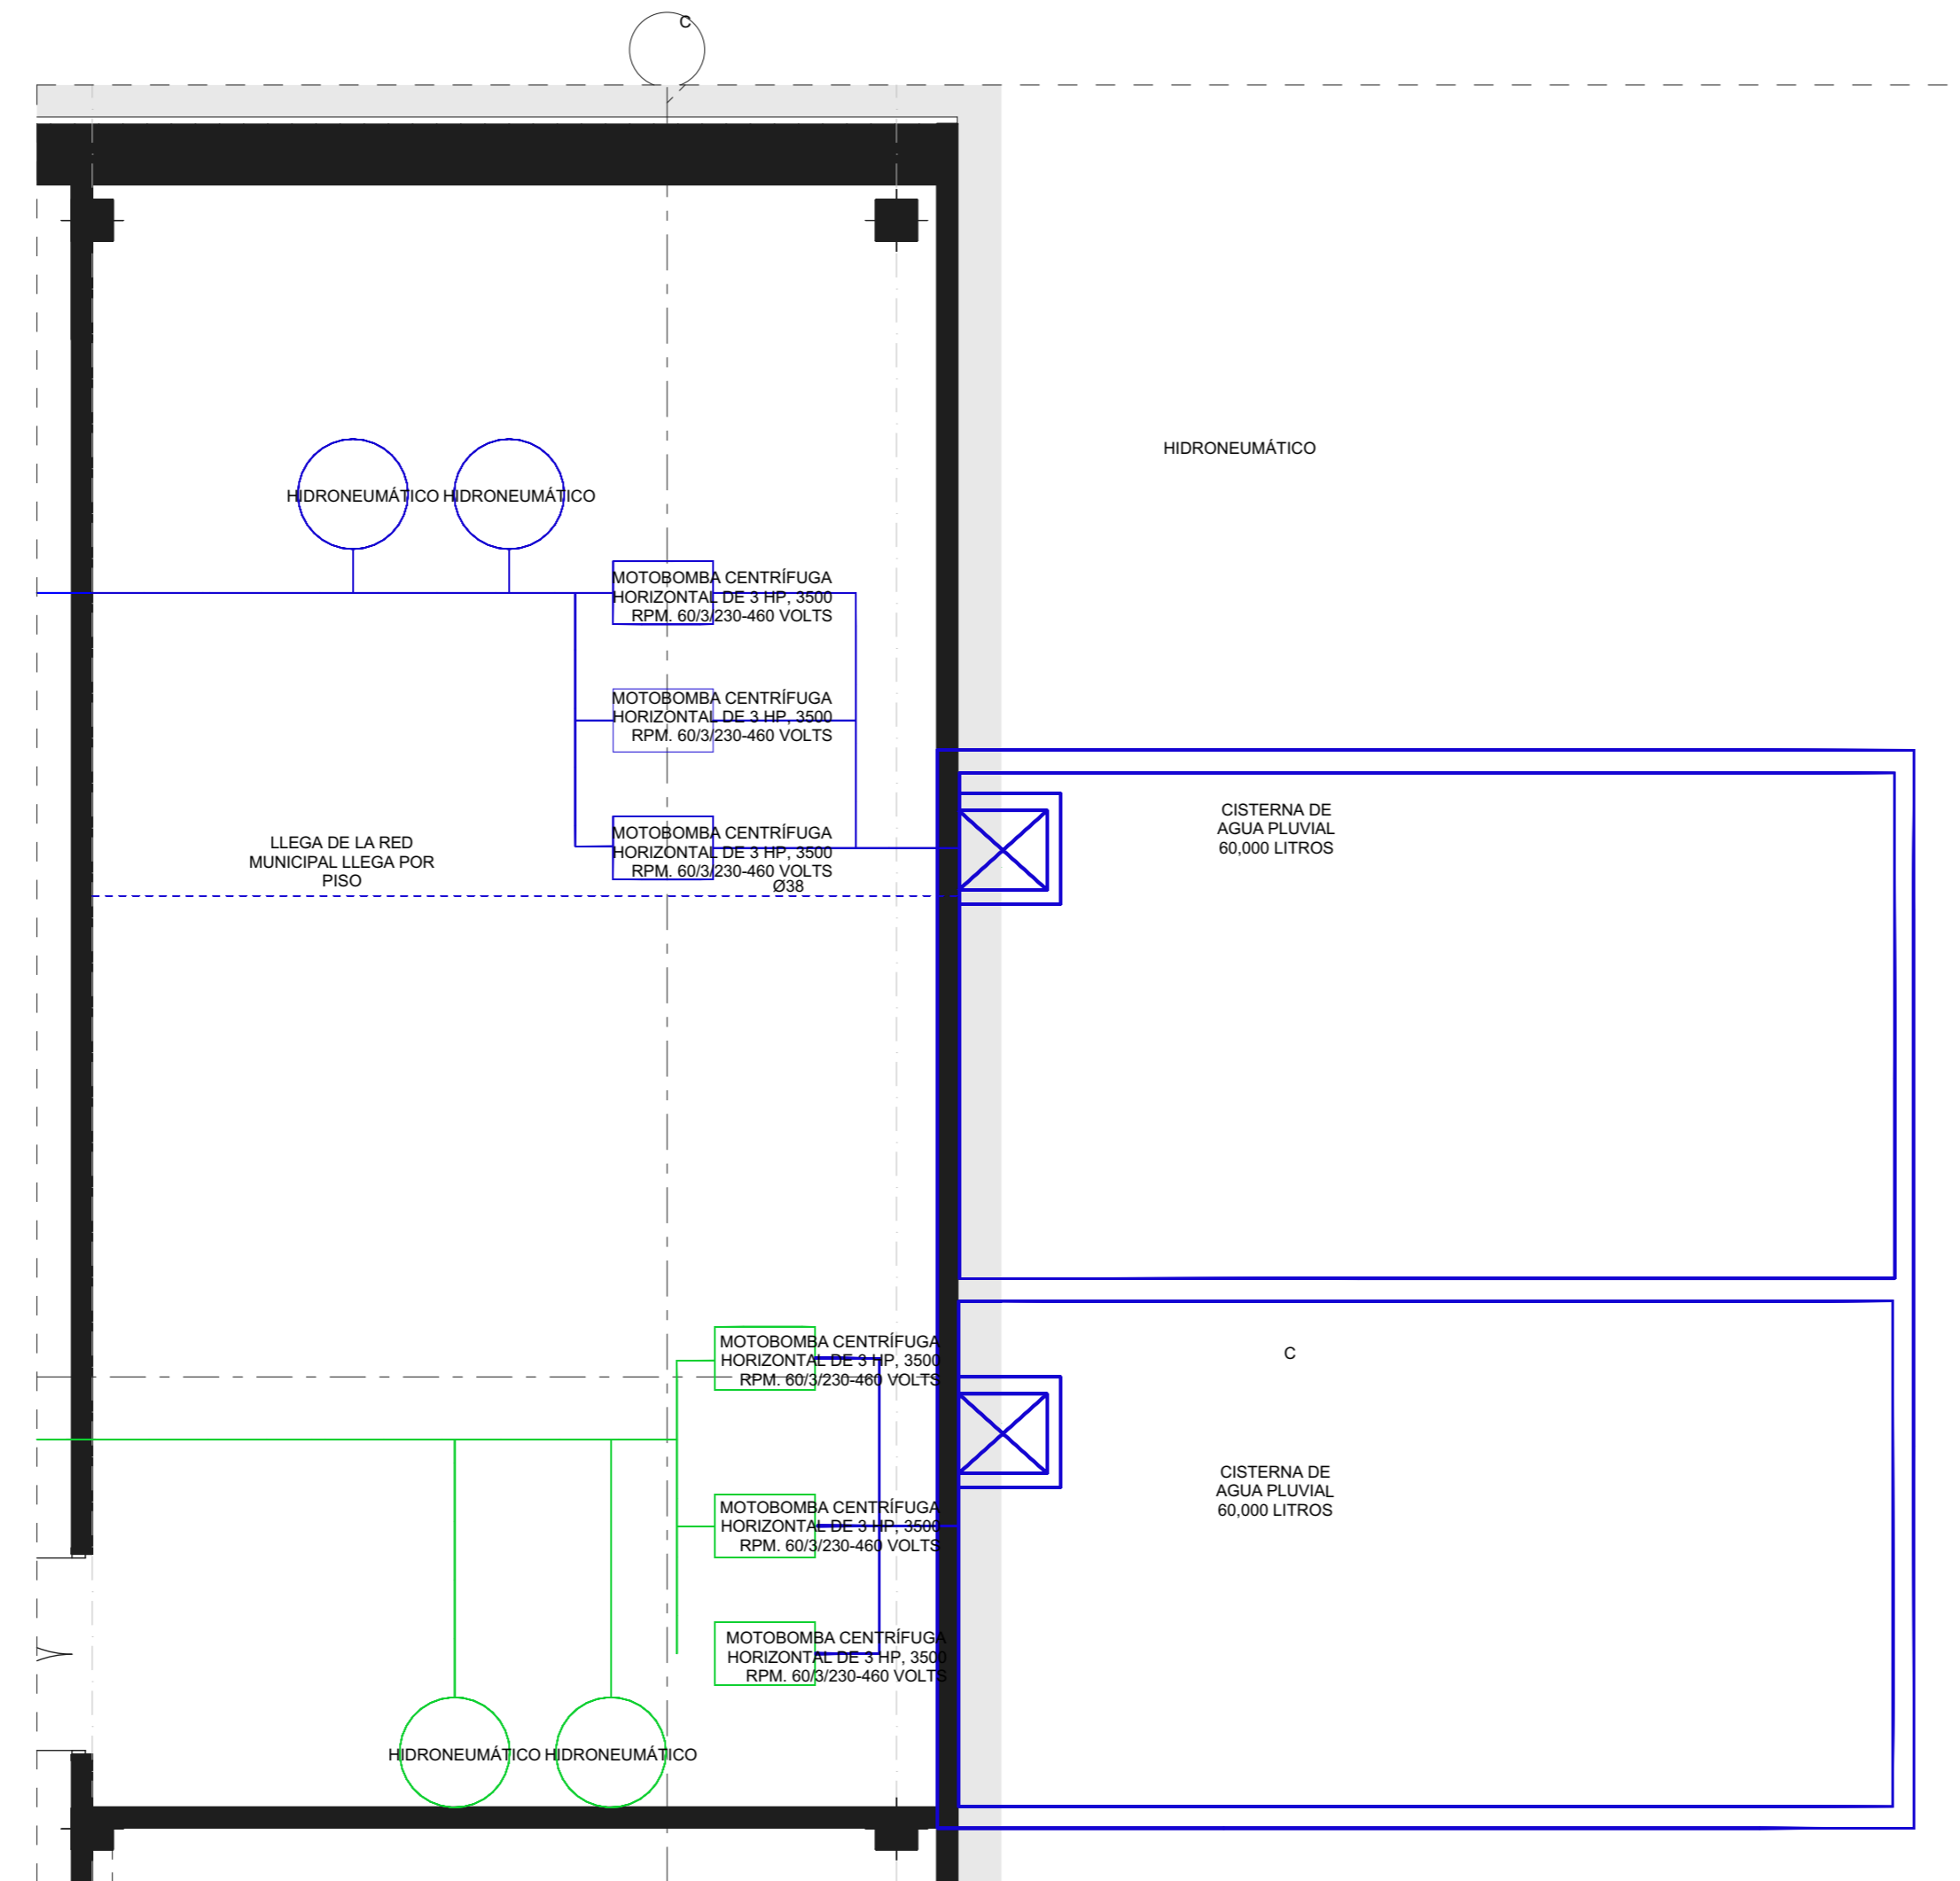 C
HIDRONEUMÁTICO
HIDRONEUMÁTICO
HIDRONEUMÁTICO
MOTOBOMBA CENTRÍFUGA
HORIZONTAL DE 3 HP, 3500
RPM. 60/3/230-460 VOLTS
MOTOBOMBA CENTRÍFUGA
HORIZONTAL DE 3 HP, 3500
RPM. 60/3/230-460 VOLTS
MOTOBOMBA CENTRÍFUGA
HORIZONTAL DE 3 HP, 3500
RPM. 60/3/230-460 VOLTS
Ø38
LLEGA DE LA RED
MUNICIPAL LLEGA POR
PISO
CISTERNA DE
AGUA PLUVIAL
60,000 LITROS
MOTOBOMBA CENTRÍFUGA
HORIZONTAL DE 3 HP, 3500
RPM. 60/3/230-460 VOLTS
C
MOTOBOMBA CENTRÍFUGA
HORIZONTAL DE 3 HP, 3500
RPM. 60/3/230-460 VOLTS
CISTERNA DE
AGUA PLUVIAL
60,000 LITROS
MOTOBOMBA CENTRÍFUGA
HORIZONTAL DE 3 HP, 3500
RPM. 60/3/230-460 VOLTS
HIDRONEUMÁTICO
HIDRONEUMÁTICO